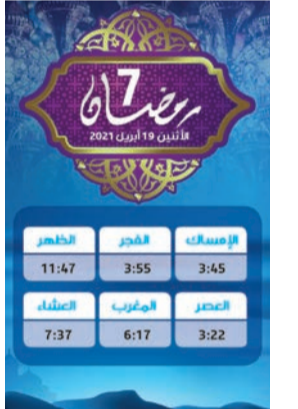 7
رمضان
الأثنين 19 أبريل 2021
الإمساك الفجر الظهر
3:45 3:55 11:47
العصر المغرب العشاء
3:22 6:17 7:37